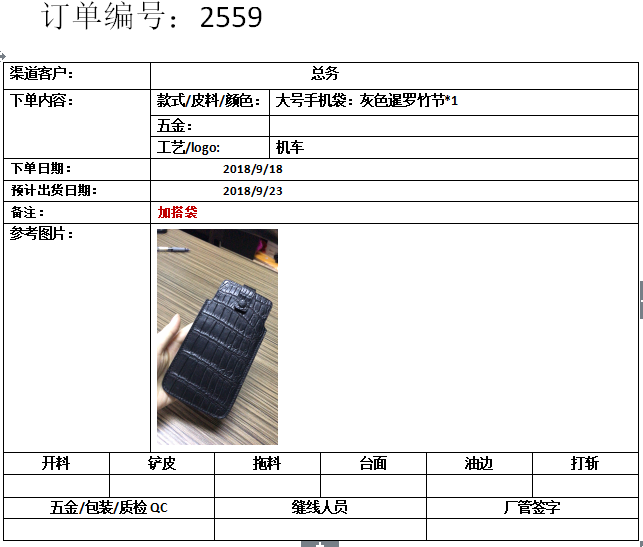 订单编号：2559
渠道客户： 总务
下单内容： 款式/皮料/颜色： 大号手机袋：灰色暹罗竹节*1
五金：
工艺/logo: 机车
下单日期： 2018/9/18
预计出货日期： 2018/9/23
备注： 加搭袋
参考图片：
开料 铲皮 拖料 台面 油边 打斩
五金/包装/质检 QC 缝线人员 厂管签字